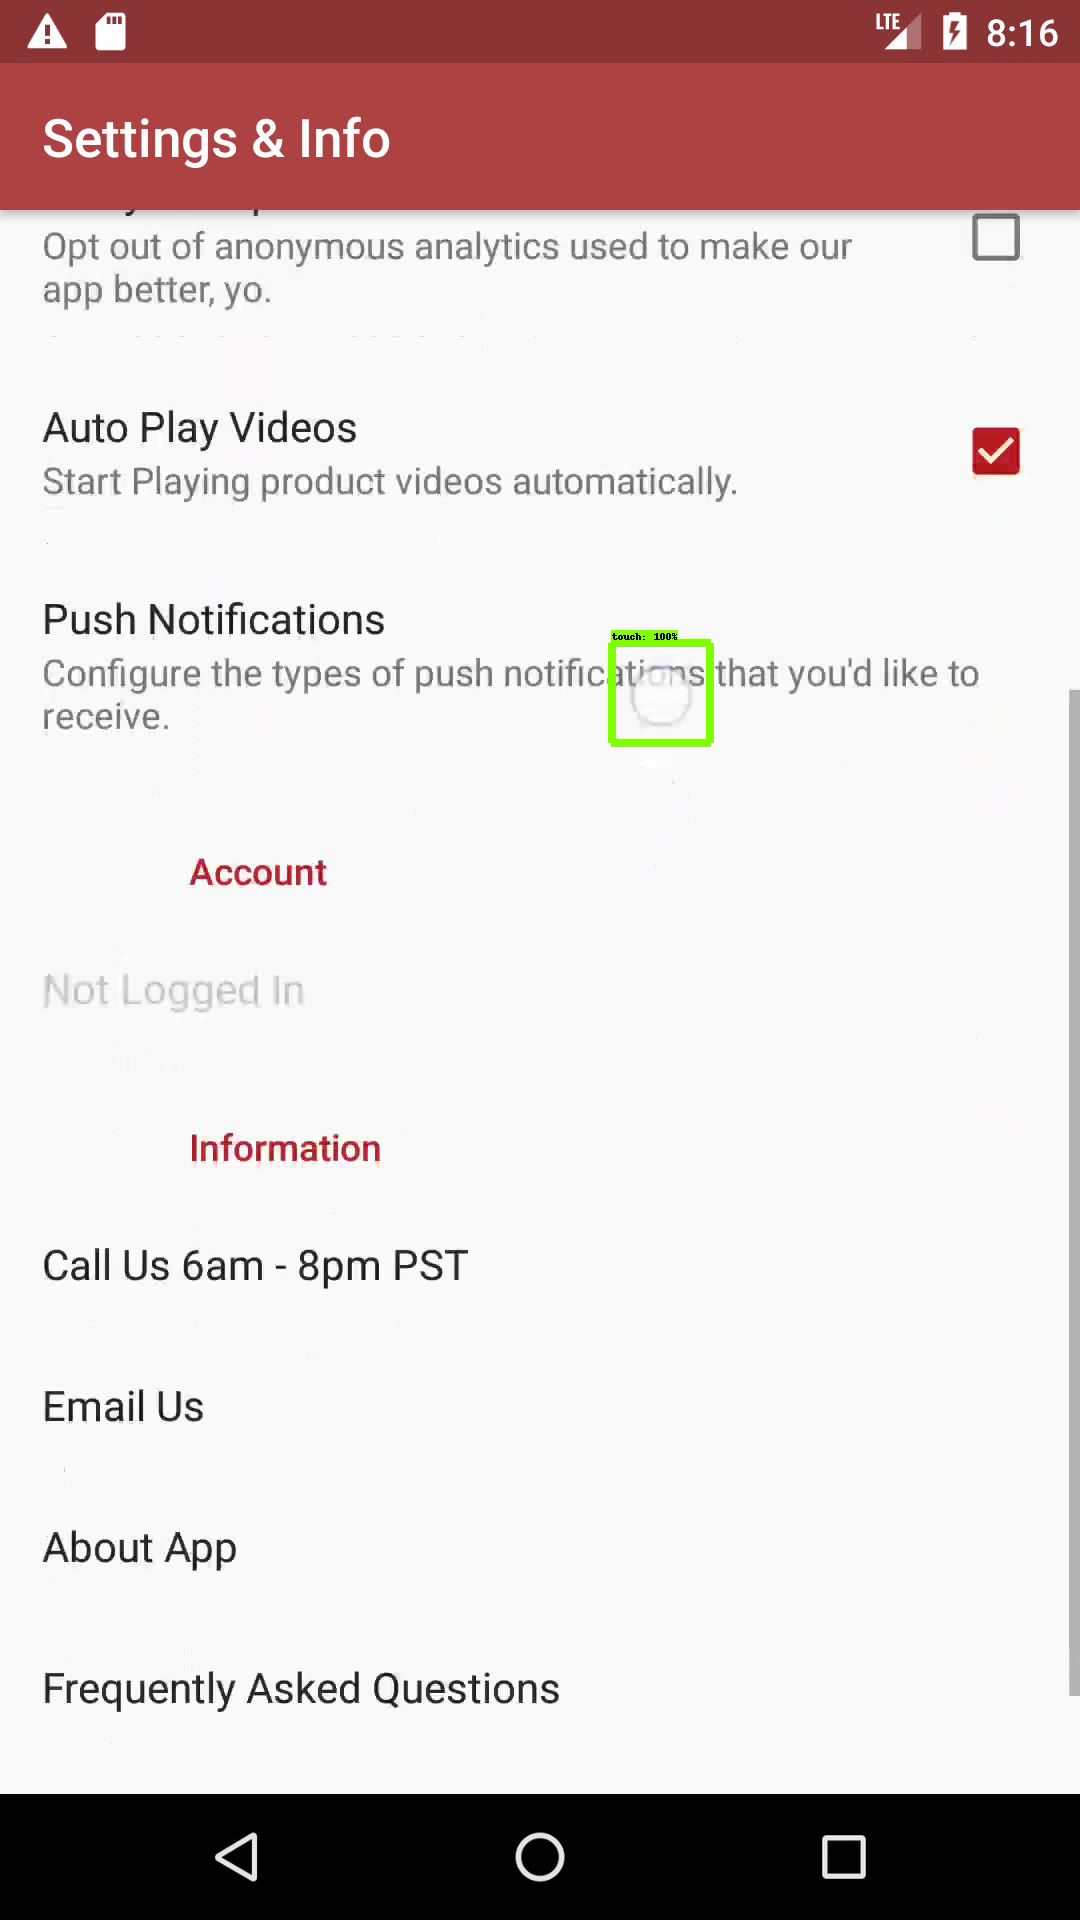 LTE 8:16
Settings & Info
Opt out of anonymous analytics used to make our
app better, yo.
Auto Play Videos
Start Playing product videos automatically.
Push Notifications
touch: 100%
Configure the types of push notifications that you'd like to
receive.
Account
Not Logged In
Information
Call Us 6am - 8pm PST
Email Us
About App
Frequently Asked Questions